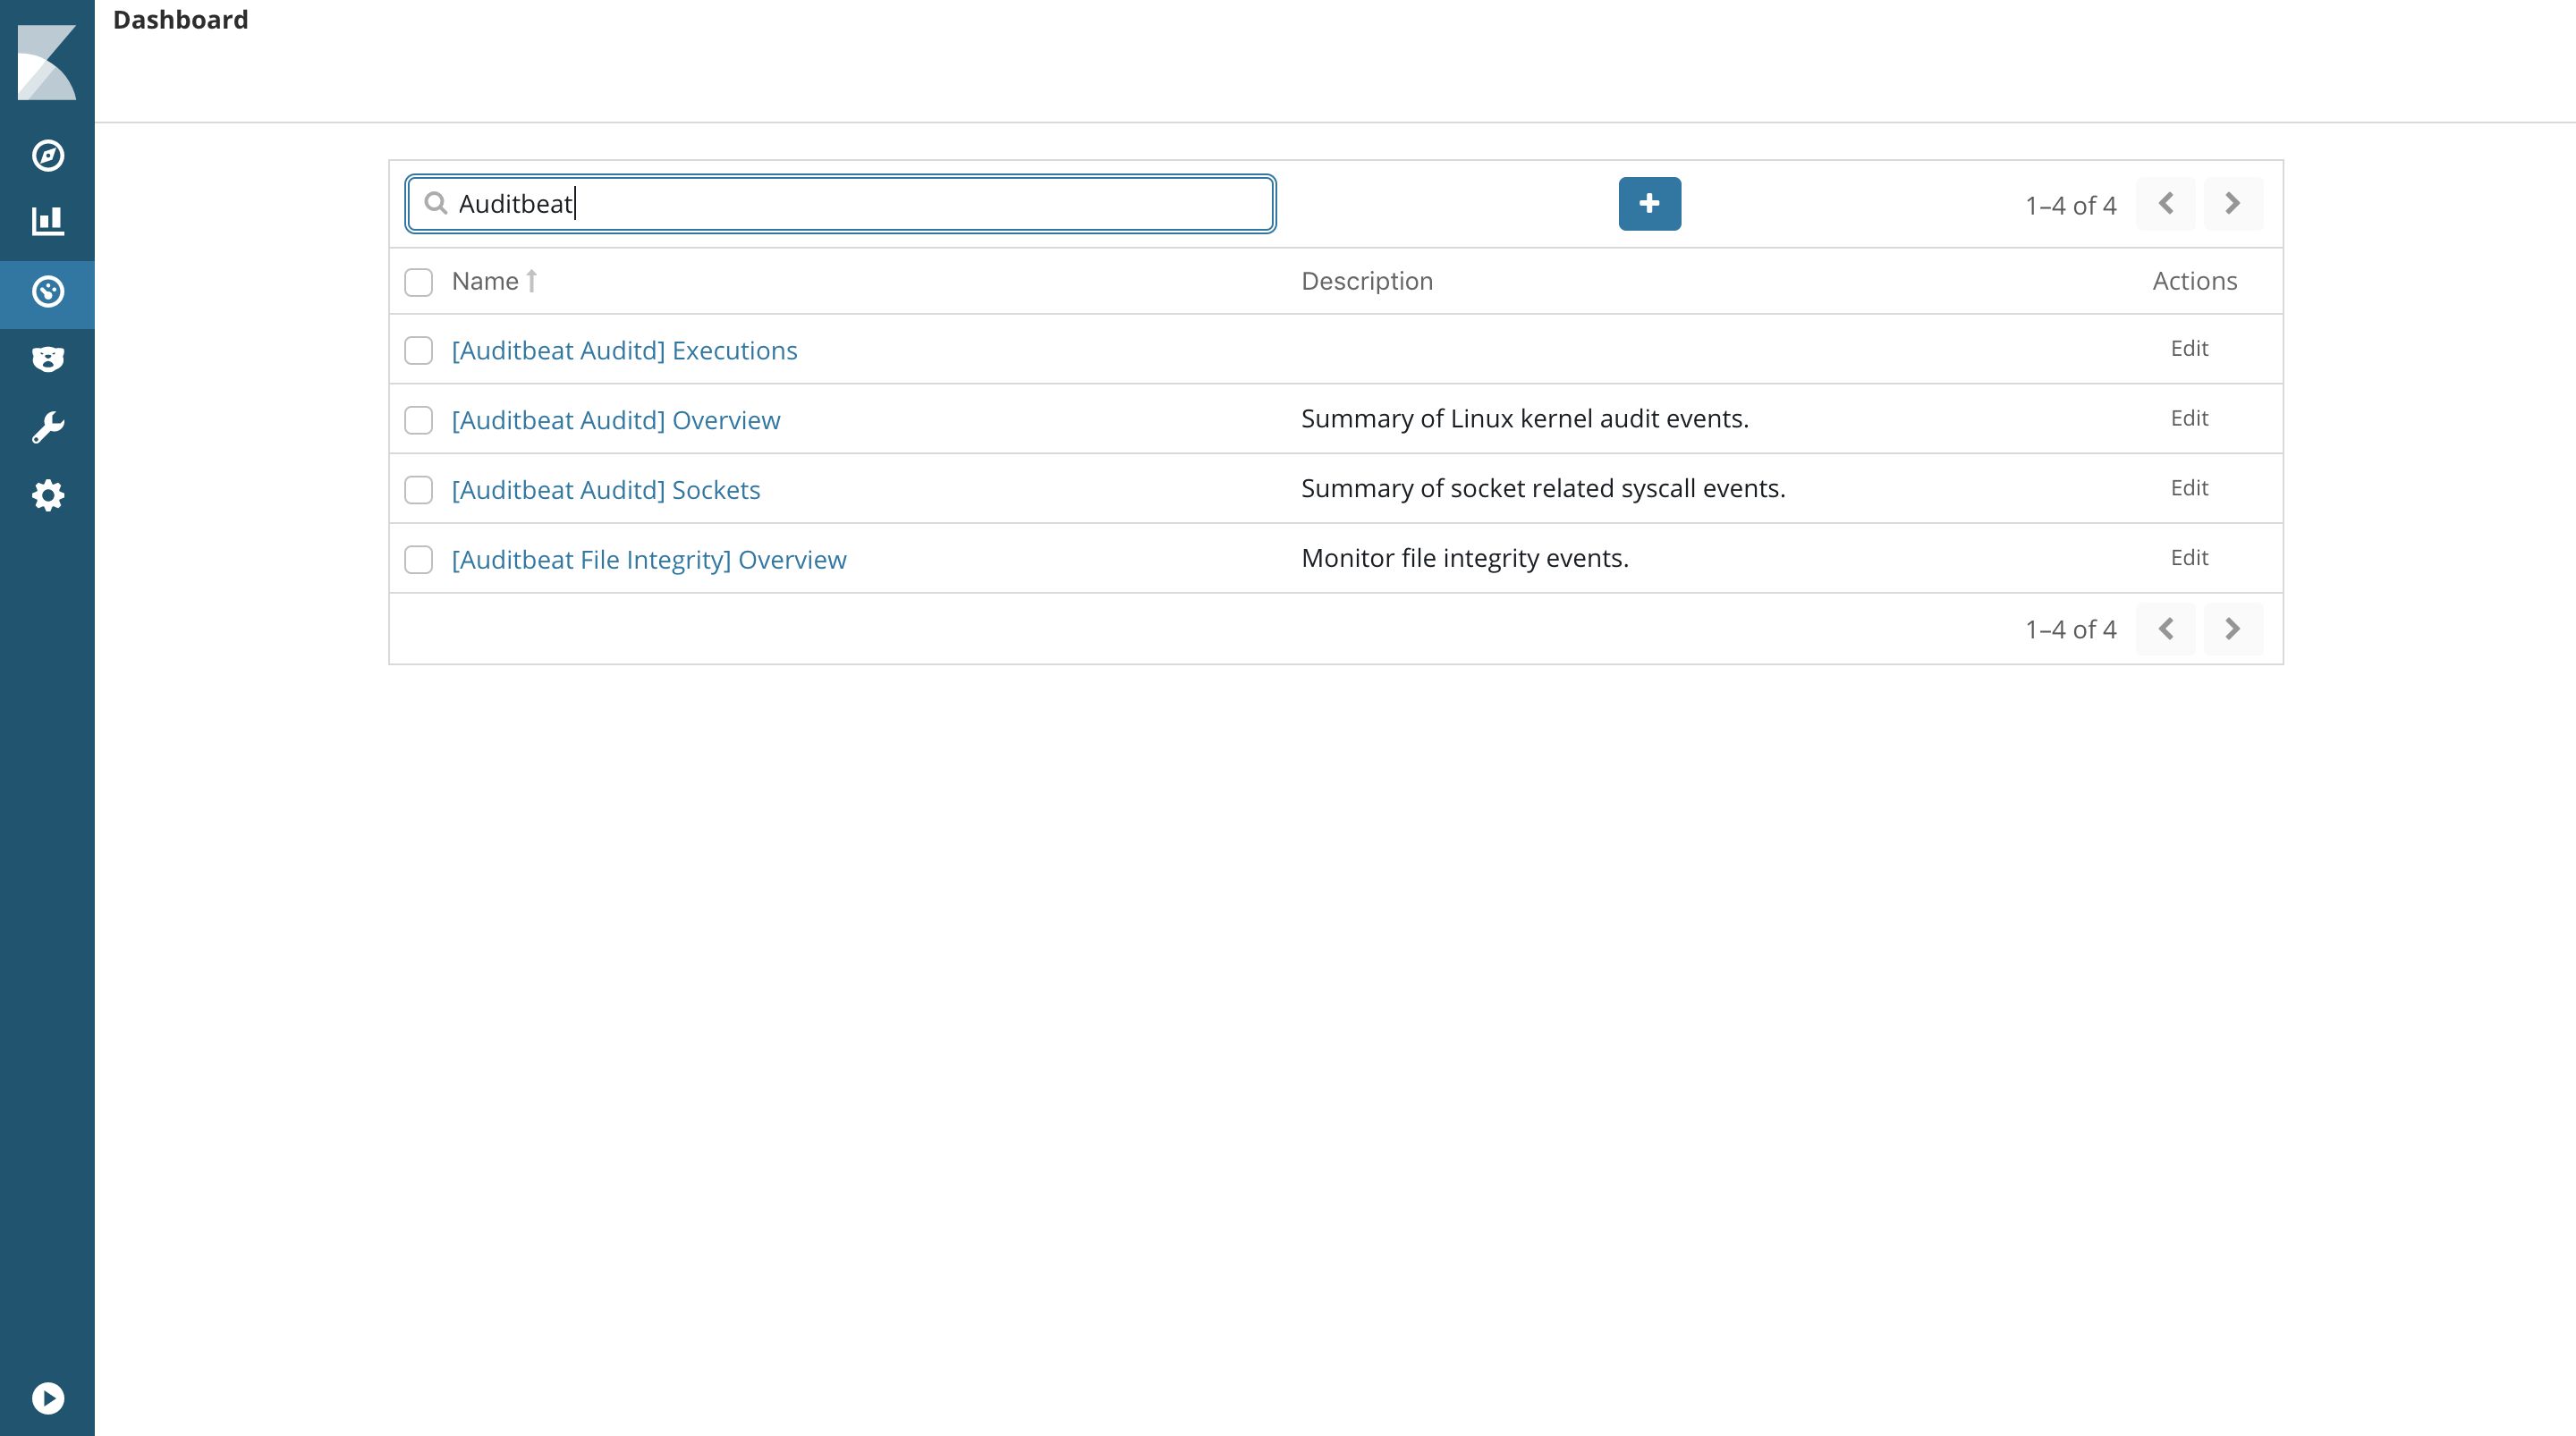 Dashboard
Auditbeat
1–4 of 4
Name Description Actions
[Auditbeat Auditd] Executions Edit
[Auditbeat Auditd] Overview Summary of Linux kernel audit events. Edit
[Auditbeat Auditd] Sockets Summary of socket related syscall events. Edit
[Auditbeat File Integrity] Overview Monitor file integrity events. Edit
1–4 of 4